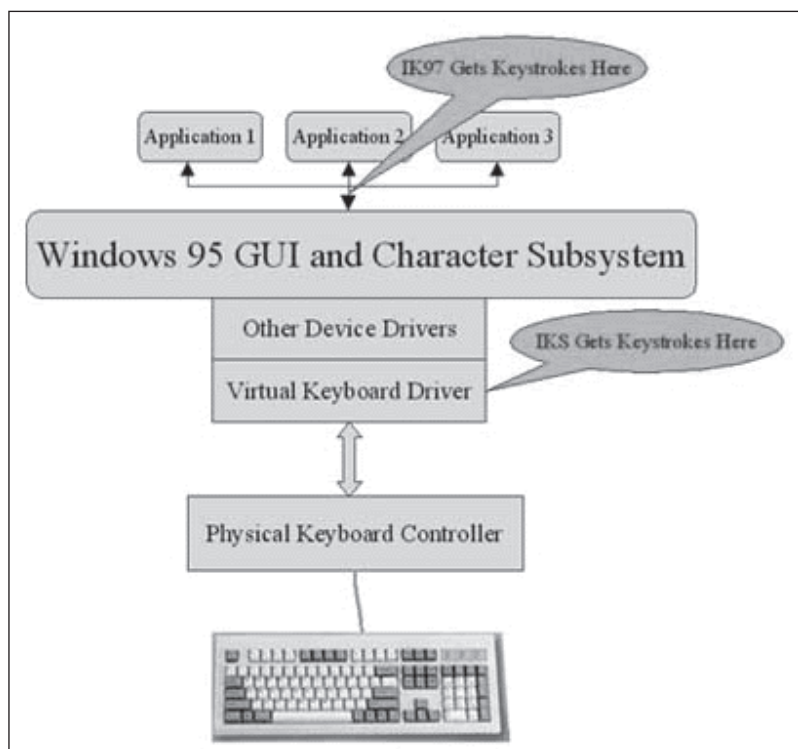 IK97 Gets Keystrokes Here
Application 1
Application 2
Application 3
Windows 95 GUI and Character Subsystem
Other Device Drivers
IKS Gets Keystrokes Here
Virtual Keyboard Driver
Physical Keyboard Controller